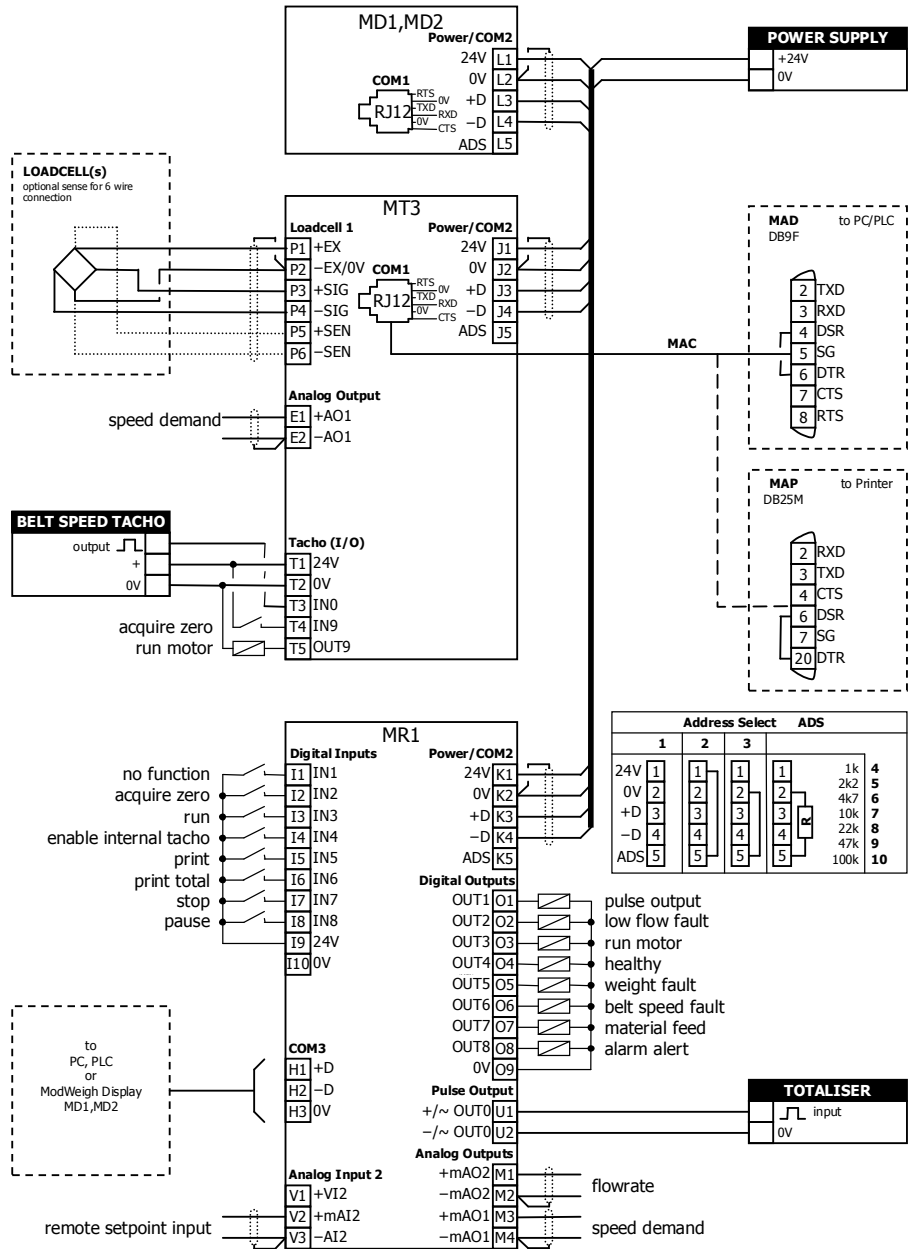 MD1,MD2
Power/COM2
24V L1
0V L2
+D L3
−D L4
ADS L5
COM1
RJ12
RTS
0V
TXD
RXD
0V
CTS
POWER SUPPLY
+24V
0V
LOADCELL(s)
optional sense for 6 wire
connection
MT3
Loadcell 1
P1 +EX
P2 −EX/0V
P3 +SIG
P4 −SIG
P5 +SEN
P6 −SEN
COM1
RJ12
RTS
0V
TXD
RXD
0V
CTS
Power/COM2
24V J1
0V J2
+D J3
−D J4
ADS J5
MAC
MAD to PC/PLC
DB9F
2 TXD
3 RXD
4 DSR
5 SG
6 DTR
7 CTS
8 RTS
Analog Output
speed demand
E1 +AO1
E2 −AO1
MAP to Printer
DB25M
2 RXD
3 TXD
4 CTS
6 DSR
7 SG
20 DTR
BELT SPEED TACHO
output
+
0V
Tacho (I/O)
T1 24V
T2 0V
T3 IN0
acquire zero T4 IN9
run motor T5 OUT9
Address Select ADS
1 2 3
24V 1 1 1 1
0V 2 2 2 2
+D 3 3 3 3
−D 4 4 4 4
ADS 5 5 5 5
R
1k 4
2k2 5
4k7 6
10k 7
22k 8
47k 9
100k 10
MR1
Digital Inputs
no function I1 IN1
acquire zero I2 IN2
run I3 IN3
enable internal tacho I4 IN4
print I5 IN5
print total I6 IN6
stop I7 IN7
pause I8 IN8
I9 24V
I10 0V
Power/COM2
24V K1
0V K2
+D K3
−D K4
ADS K5
Digital Outputs
OUT1 O1 pulse output
OUT2 O2 low flow fault
OUT3 O3 run motor
OUT4 O4 healthy
OUT5 O5 weight fault
OUT6 O6 belt speed fault
OUT7 O7 material feed
OUT8 O8 alarm alert
0V O9
to
PC, PLC
or
ModWeigh Display
MD1,MD2
COM3
H1 +D
H2 −D
H3 0V
Pulse Output
+/~ OUT0 U1
−/~ OUT0 U2
TOTALISER
input
0V
Analog Outputs
+mAO2 M1
−mAO2 M2
flowrate
+mAO1 M3
−mAO1 M4
speed demand
Analog Input 2
V1 +VI2
V2 +mAI2
V3 −AI2
remote setpoint input